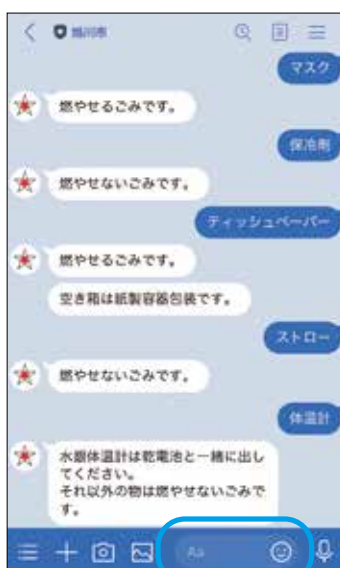 旭川市
マスク
燃やせるごみです。
保冷剤
燃やせないごみです。
ティッシュペーパー
燃やせるごみです。
空き箱は紙製容器包装です。
ストロー
燃やせないごみです。
体温計
水銀体温計は乾電池と一緒に出し
てください。
それ以外の物は燃やせないごみで
す。
Aa